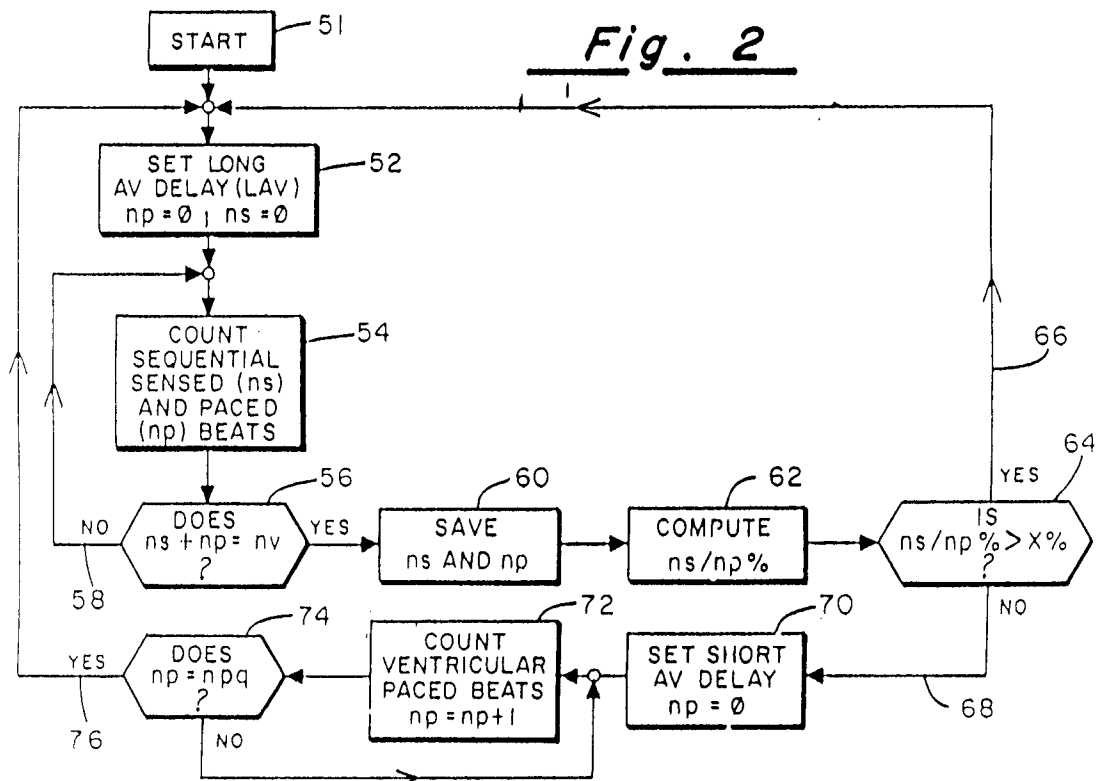 Fig. 2
START
51
SET LONG
AV DELAY (LAV)
np = Ø , ns = Ø
52
COUNT
SEQUENTIAL
SENSED (ns)
AND PACED
(np) BEATS
54
DOES
ns + np = nv
?
56
NO
58
YES
SAVE
ns AND np
60
COMPUTE
ns/np%
62
IS
ns/np% > X%
?
64
YES
66
NO
68
SET SHORT
AV DELAY
np = Ø
70
COUNT
VENTRICULAR
PACED BEATS
np = np+1
72
DOES
np = npq
?
74
YES
76
NO